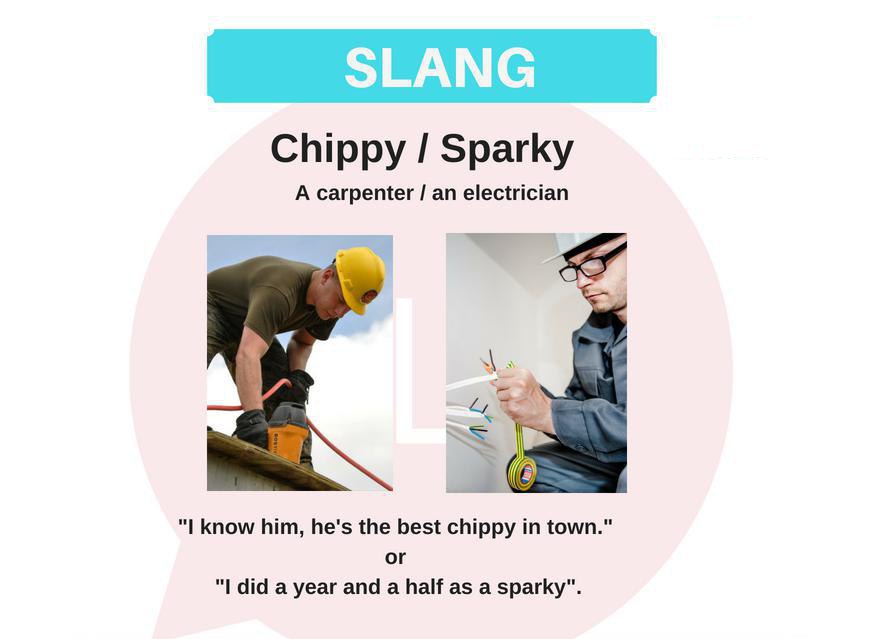 SLANG
Chippy / Sparky
A carpenter / an electrician
"I know him, he's the best chippy in town."
or
"I did a year and a half as a sparky".